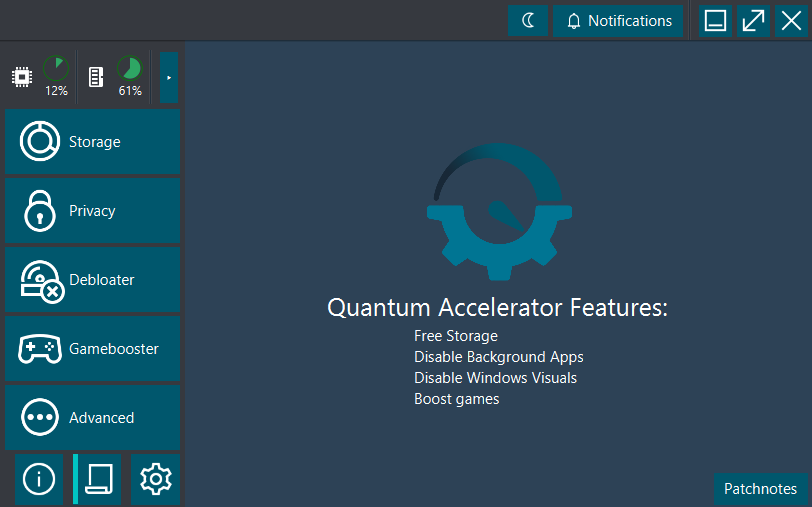 Notifications
12%
61%
Storage
Privacy
Debloater
Gamebooster
Advanced
Quantum Accelerator Features:
Free Storage
Disable Background Apps
Disable Windows Visuals
Boost games
Patchnotes